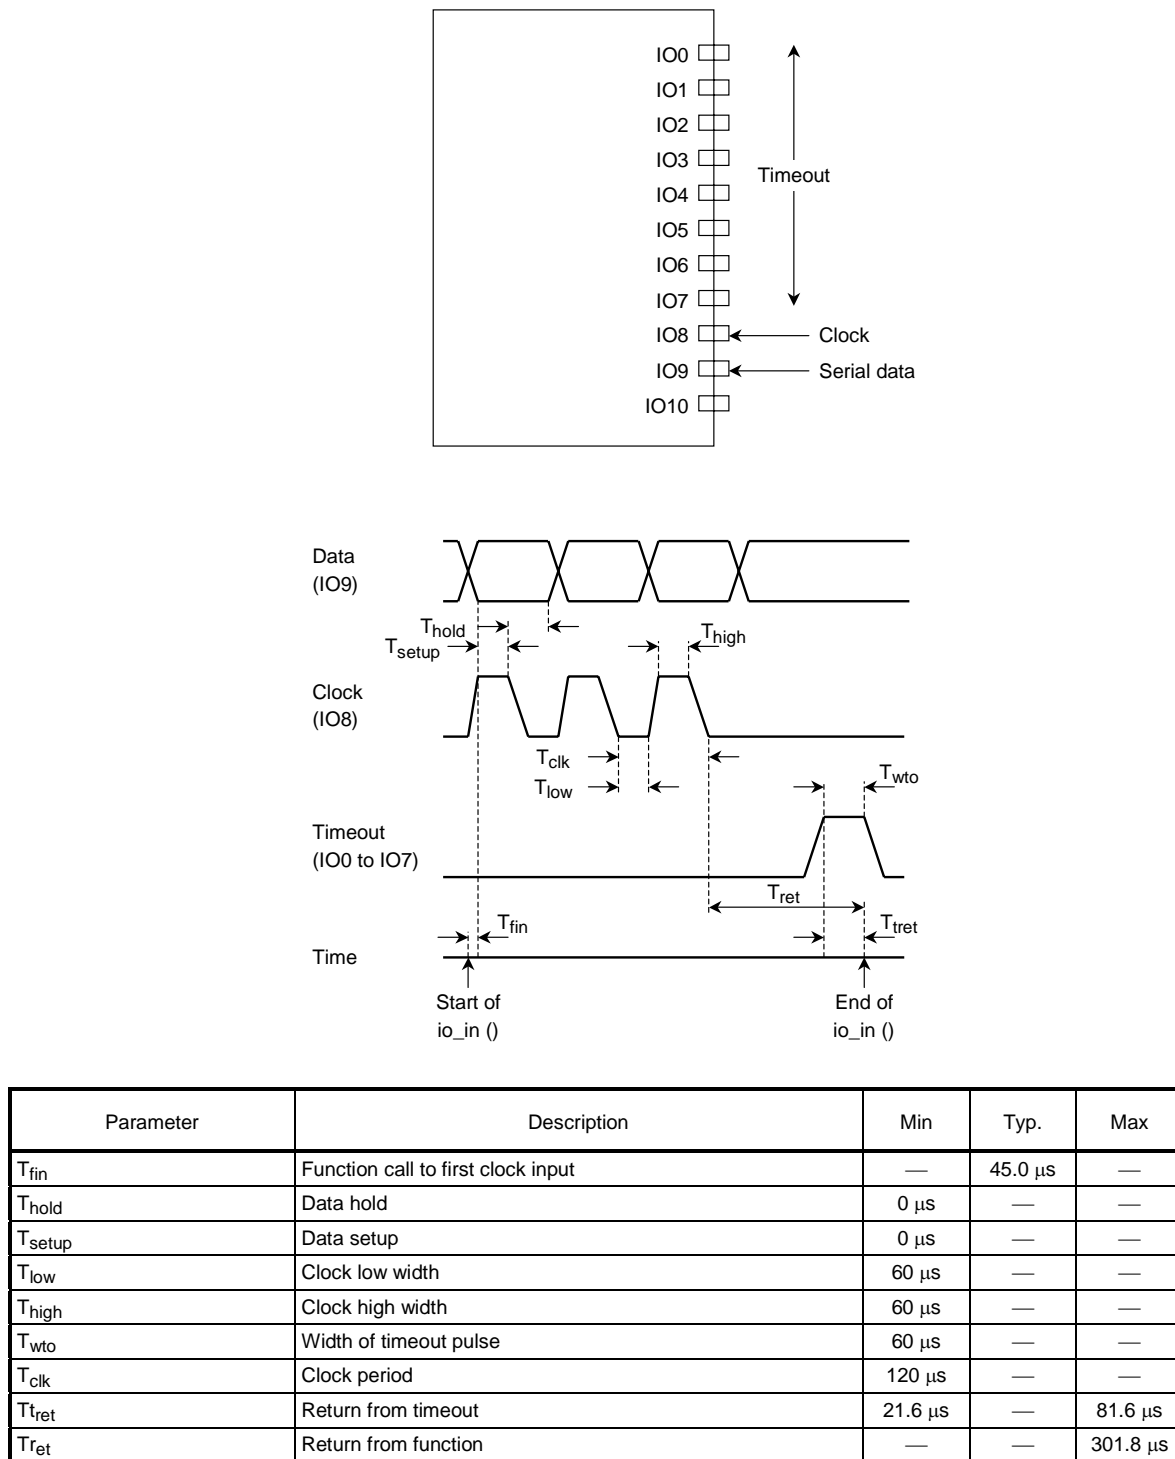 IO0
IO1
IO2
IO3
IO4
IO5
IO6
IO7
IO8
IO9
IO10
Timeout
Clock
Serial data
Data
(IO9)
Thold
Tsetup
Thigh
Clock
(IO8)
Tclk
Tlow
Twto
Timeout
(IO0 to IO7)
Tret
Tfin
Ttret
Time
Start of
io_in ()
End of
io_in ()
Parameter Description Min Typ. Max
Tfin Function call to first clock input — 45.0 μs —
Thold Data hold 0 μs — —
Tsetup Data setup 0 μs — —
Tlow Clock low width 60 μs — —
Thigh Clock high width 60 μs — —
Twto Width of timeout pulse 60 μs — —
Tclk Clock period 120 μs — —
Ttret Return from timeout 21.6 μs — 81.6 μs
Tret Return from function — — 301.8 μs